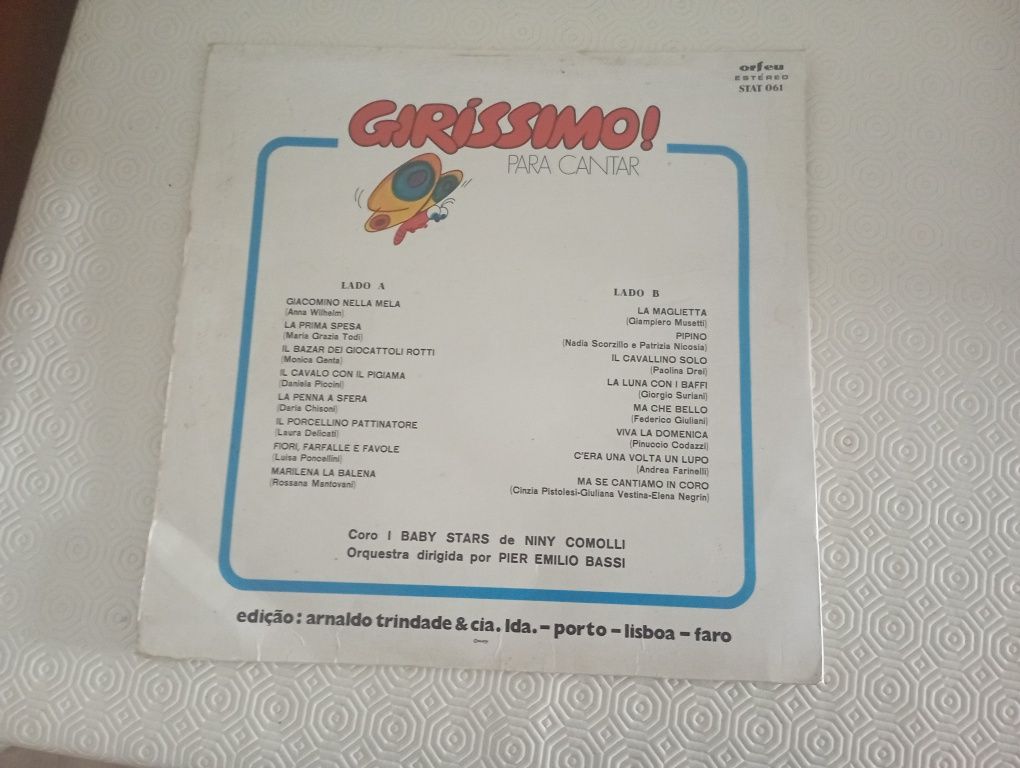 orfeu
ESTÉREO
STAT 061
GIRÍSSIMO!
PARA CANTAR
LADO A
GIACOMINO NELLA MELA
(Anna Wilhelm)
LA PRIMA SPESA
(Maria Grazia Todi)
IL BAZAR DEI GIOCATTOLI ROTTI
(Monica Genta)
IL CAVALO CON IL PIGIAMA
(Daniela Piccini)
LA PENNA A SFERA
(Daria Chisoni)
IL PORCELLINO PATTINATORE
(Laura Delicati)
FIORI, FARFALLE E FAVOLE
(Luisa Poncellini)
MARILENA LA BALENA
(Rossana Mantovani)
LADO B
LA MAGLIETTA
(Giampiero Musetti)
PIPINO
(Nadia Scorzillo e Patrizia Nicosia)
IL CAVALLINO SOLO
(Paolina Drei)
LA LUNA CON I BAFFI
(Giorgio Suriani)
MA CHE BELLO
(Federico Giuliani)
VIVA LA DOMENICA
(Pinuocio Codazzi)
C'ERA UNA VOLTA UN LUPO
(Andrea Farinelli)
MA SE CANTIAMO IN CORO
(Cinzia Pistolesi-Giuliana Vestina-Elena Negrin)
Coro I BABY STARS de NINY COMOLLI
Orquestra dirigida por PIER EMILIO BASSI
edição: arnaldo trindade & cia. lda. - porto - lisboa - faro